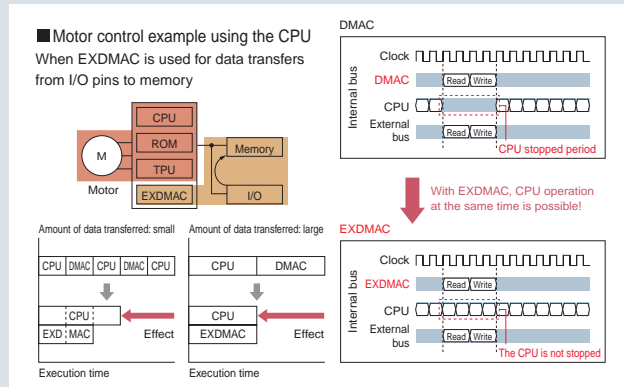 ■Motor control example using the CPU
When EXDMAC is used for data transfers
from I/O pins to memory
CPU
ROM
TPU
EXDMAC
M
Motor
Memory
I/O
Amount of data transferred: small
CPU DMAC CPU DMAC CPU
CPU
EXD MAC
Effect
Execution time
Amount of data transferred: large
CPU DMAC
CPU
EXDMAC
Effect
Execution time
DMAC
Internal bus
Clock
DMAC
Read Write
CPU
External
bus
Read Write
CPU stopped period
With EXDMAC, CPU operation
at the same time is possible!
EXDMAC
Internal bus
Clock
EXDMAC
Read Write
CPU
External
bus
Read Write
The CPU is not stopped